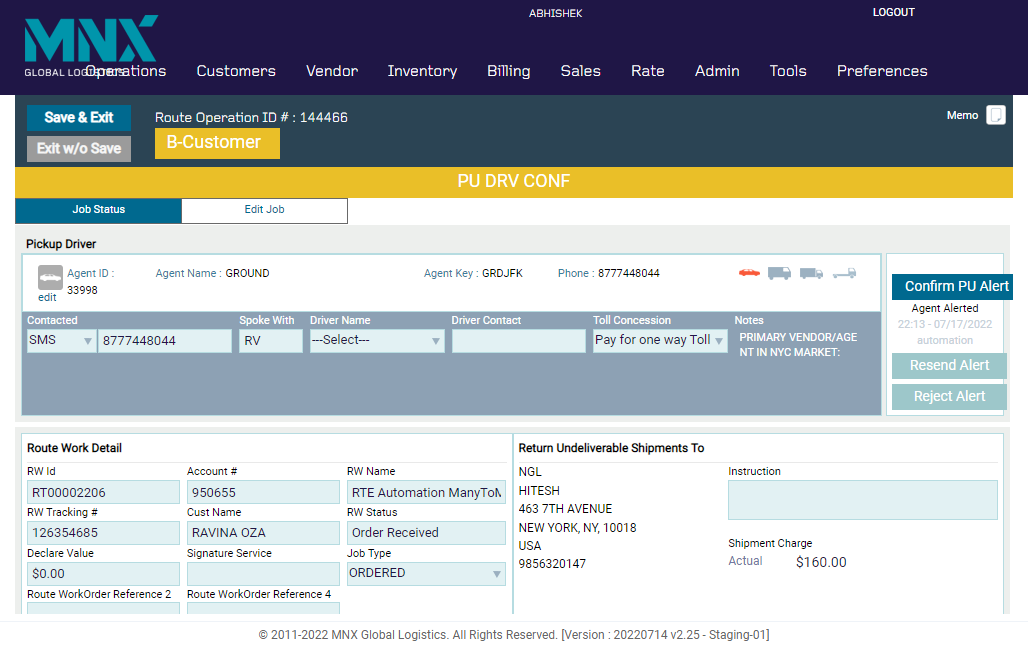 ABHISHEK
LOGOUT
MNX
GLOBAL LOGISTICS
Operations Customers Vendor Inventory Billing Sales Rate Admin Tools Preferences
Save & Exit
Route Operation ID # : 144466
Memo
Exit w/o Save
B-Customer
PU DRV CONF
Job Status
Edit Job
Pickup Driver
Agent ID : Agent Name : GROUND Agent Key : GRDJFK Phone : 8777448044
33998
edit
Confirm PU Alert
Agent Alerted
22:13 - 07/17/2022
automation
Resend Alert
Reject Alert
Contacted Spoke With Driver Name Driver Contact Toll Concession Notes
SMS 8777448044 RV ---Select--- Pay for one way Toll PRIMARY VENDOR/AGE
NT IN NYC MARKET:
Route Work Detail
RW Id Account # RW Name
RT00002206 950655 RTE Automation ManyToM
RW Tracking # Cust Name RW Status
126354685 RAVINA OZA Order Received
Declare Value Signature Service Job Type
$0.00 ORDERED
Route WorkOrder Reference 2 Route WorkOrder Reference 4
Return Undeliverable Shipments To
NGL
HITESH
463 7TH AVENUE
NEW YORK, NY, 10018
USA
9856320147
Instruction
Shipment Charge
Actual $160.00
© 2011-2022 MNX Global Logistics. All Rights Reserved. [Version : 20220714 v2.25 - Staging-01]